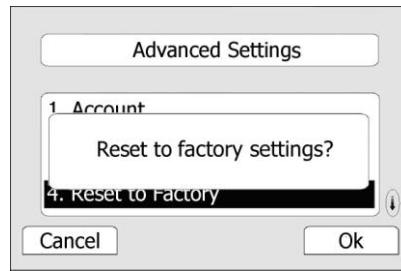 Advanced Settings
1. Account
Reset to factory settings?
4. Reset to Factory
Cancel
Ok